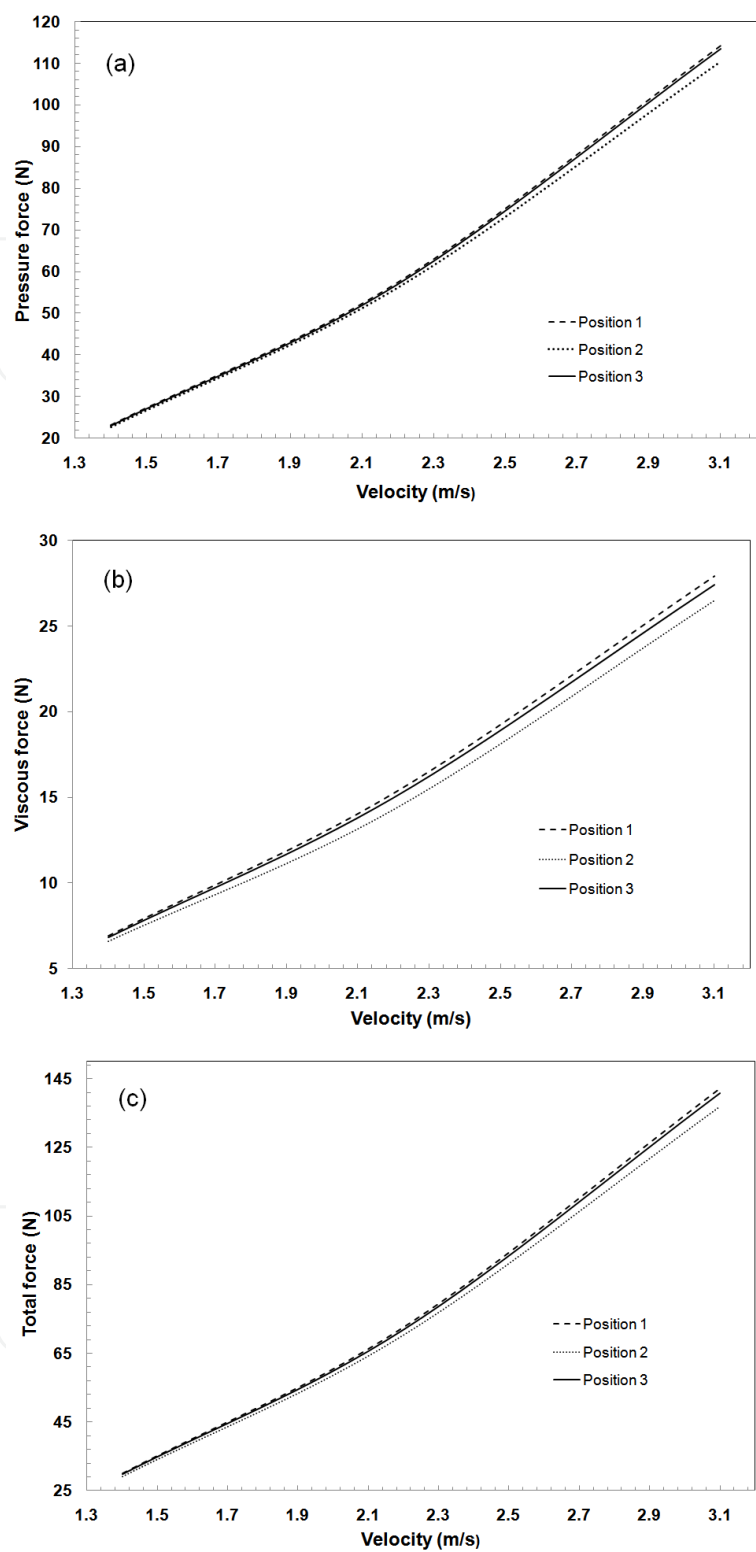 (a)
120
110
100
90
80
70
60
50
40
30
20
Pressure force (N)
Position 1
Position 2
Position 3
1.3 1.5 1.7 1.9 2.1 2.3 2.5 2.7 2.9 3.1
Velocity (m/s)
(b)
30
25
20
15
10
5
Viscous force (N)
Position 1
Position 2
Position 3
1.3 1.5 1.7 1.9 2.1 2.3 2.5 2.7 2.9 3.1
Velocity (m/s)
(c)
145
125
105
85
65
45
25
Total force (N)
Position 1
Position 2
Position 3
1.3 1.5 1.7 1.9 2.1 2.3 2.5 2.7 2.9 3.1
Velocity (m/s)